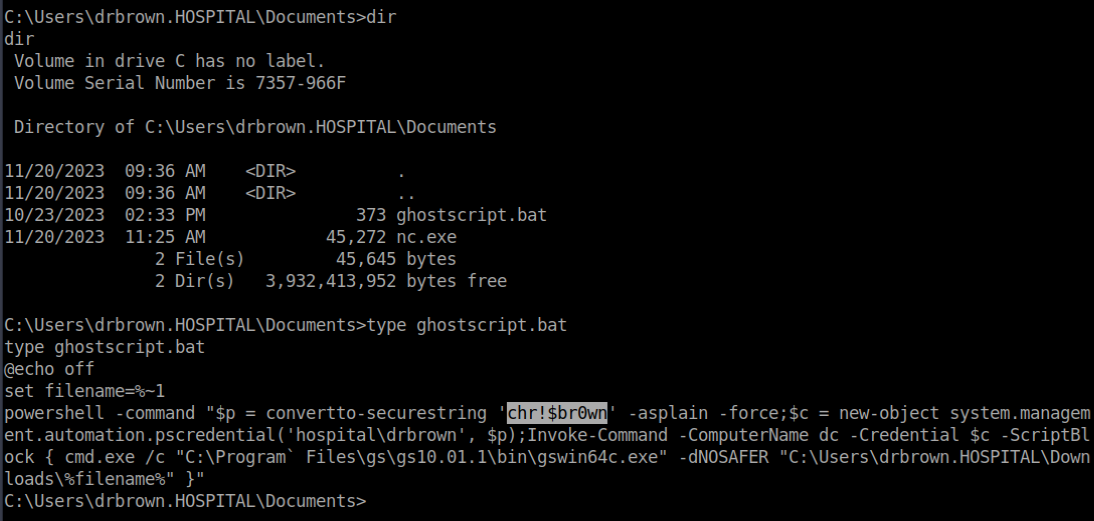 C:\Users\drbrown.HOSPITAL\Documents>dir
dir
 Volume in drive C has no label.
 Volume Serial Number is 7357-966F

 Directory of C:\Users\drbrown.HOSPITAL\Documents

11/20/2023  09:36 AM    <DIR>          .
11/20/2023  09:36 AM    <DIR>          ..
10/23/2023  02:33 PM               373 ghostscript.bat
11/20/2023  11:25 AM            45,272 nc.exe
               2 File(s)         45,645 bytes
               2 Dir(s)   3,932,413,952 bytes free

C:\Users\drbrown.HOSPITAL\Documents>type ghostscript.bat
type ghostscript.bat
@echo off
set filename=%~1
powershell -command "$p = convertto-securestring 'chr!$br0wn' -asplain -force;$c = new-object system.managem
ent.automation.pscredential('hospital\drbrown', $p);Invoke-Command -ComputerName dc -Credential $c -ScriptBl
ock { cmd.exe /c "C:\Program` Files\gs\gs10.01.1\bin\gswin64c.exe" -dNOSAFER "C:\Users\drbrown.HOSPITAL\Down
loads\%filename%" }"
C:\Users\drbrown.HOSPITAL\Documents>